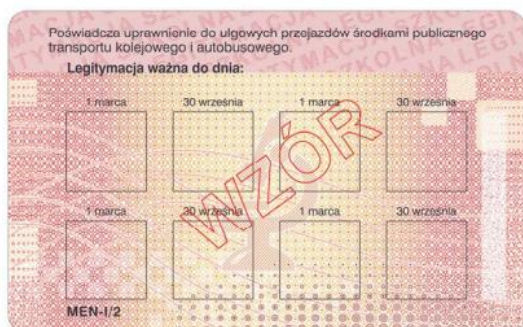 Poświadcza uprawnienie do ulgowych przejazdów środkami publicznego
transportu kolejowego i autobusowego.
Legitymacja ważna do dnia:
1 marca 30 września 1 marca 30 września
WZÓR
1 marca 30 września 1 marca 30 września
MEN-I/2